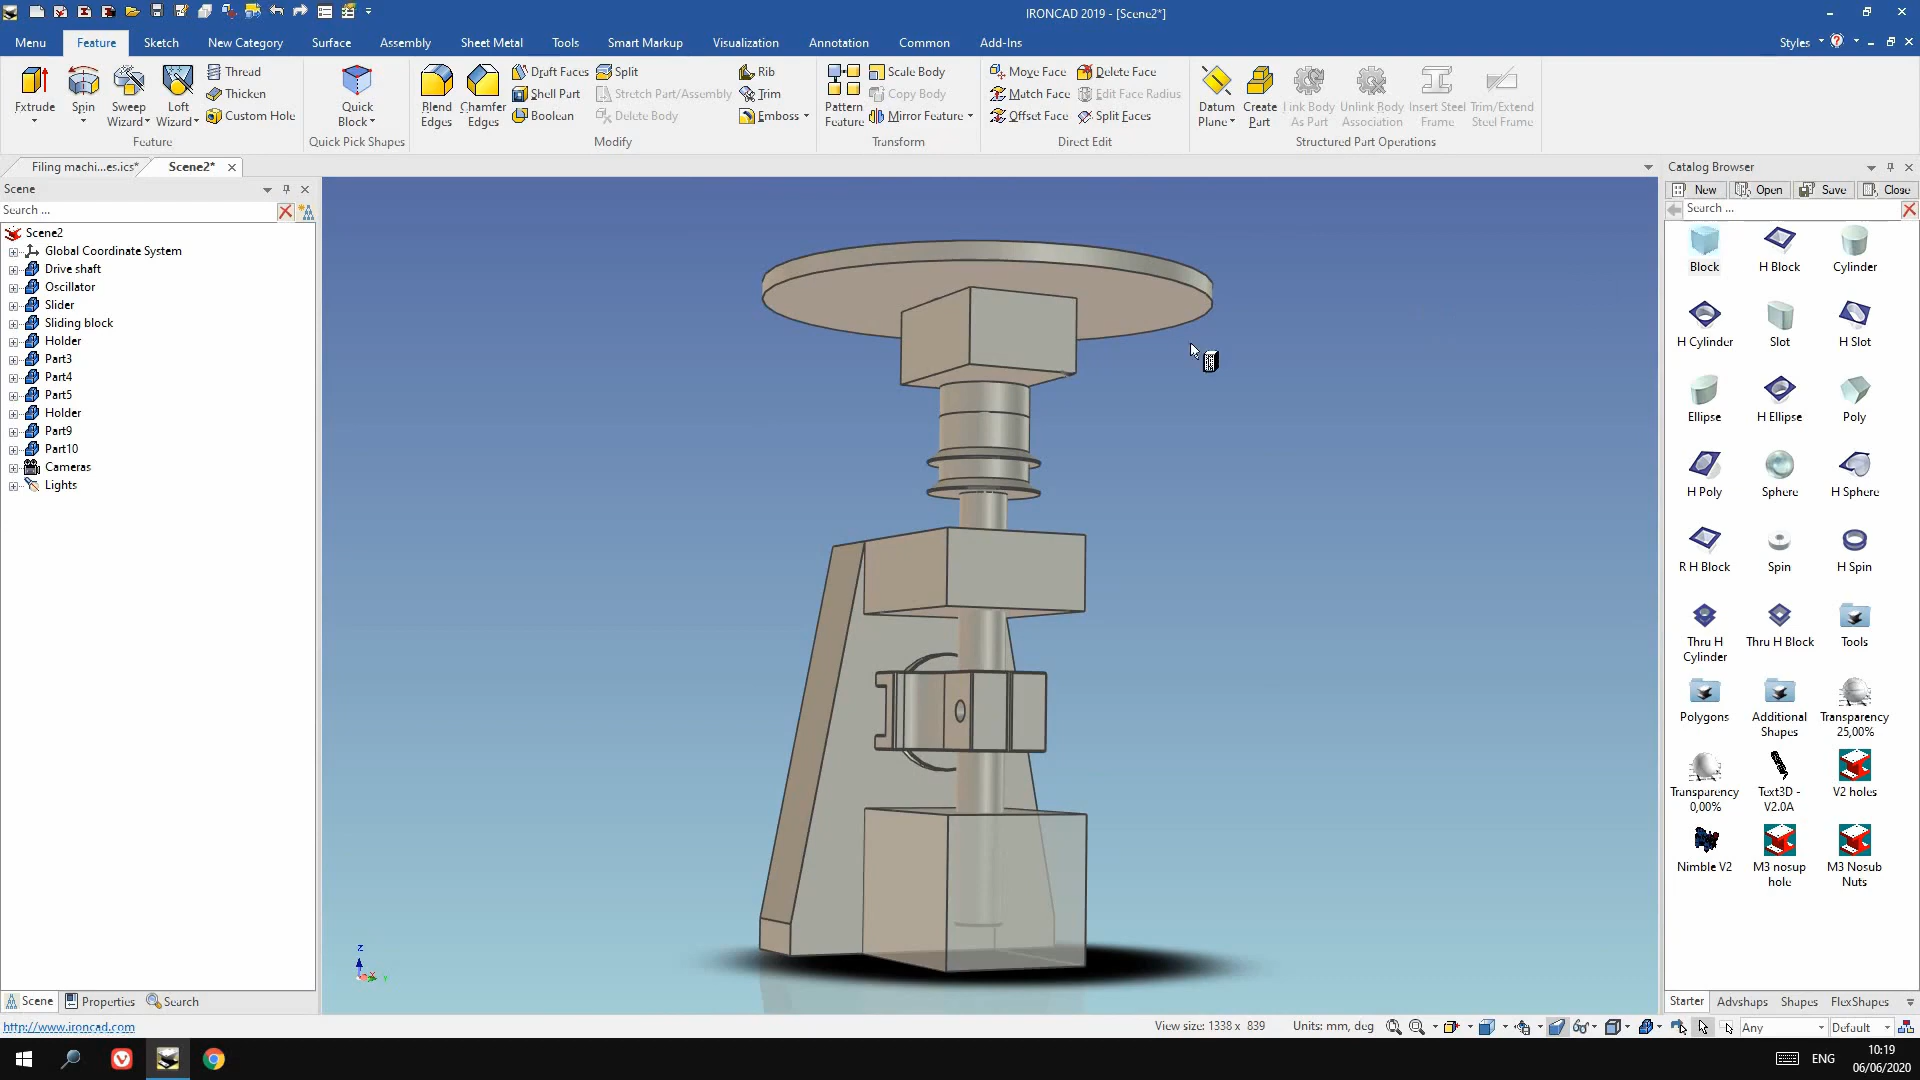 IRONCAD 2019 - [Scene2*]
Menu
Feature
Sketch
New Category
Surface
Assembly
Sheet Metal
Tools
Smart Markup
Visualization
Annotation
Common
Add-Ins
Styles
Extrude
Spin
Sweep Wizard
Loft Wizard
Thread
Thicken
Custom Hole
Feature
Quick Block
Quick Pick Shapes
Blend Edges
Chamfer Edges
Draft Faces
Shell Part
Boolean
Split
Stretch Part/Assembly
Delete Body
Rib
Trim
Emboss
Modify
Pattern Feature
Scale Body
Copy Body
Mirror Feature
Transform
Move Face
Match Face
Offset Face
Delete Face
Edit Face Radius
Split Faces
Direct Edit
Datum Plane
Create Part
Link Body As Part
Unlink Body Association
Insert Steel Frame
Trim/Extend Steel Frame
Structured Part Operations
Filing machi...es.ics*
Scene2*
Scene
Search ...
Scene2
Global Coordinate System
Drive shaft
Oscillator
Slider
Sliding block
Holder
Part3
Part4
Part5
Holder
Part9
Part10
Cameras
Lights
Z
Y
Catalog Browser
New
Open
Save
Close
Search ...
Block
H Block
Cylinder
H Cylinder
Slot
H Slot
Ellipse
H Ellipse
Poly
H Poly
Sphere
H Sphere
R H Block
Spin
H Spin
Thru H Cylinder
Thru H Block
Tools
Polygons
Additional Shapes
Transparency 25,00%
Transparency 0,00%
Text3D - V2.0A
V2 holes
Nimble V2
M3 nosup hole
M3 Nosub Nuts
Starter
Advshaps
Shapes
FlexShapes
Scene
Properties
Search
http://www.ironcad.com
View size: 1338 x 839
Units: mm, deg
Any
Default
ENG
10:19
06/06/2020